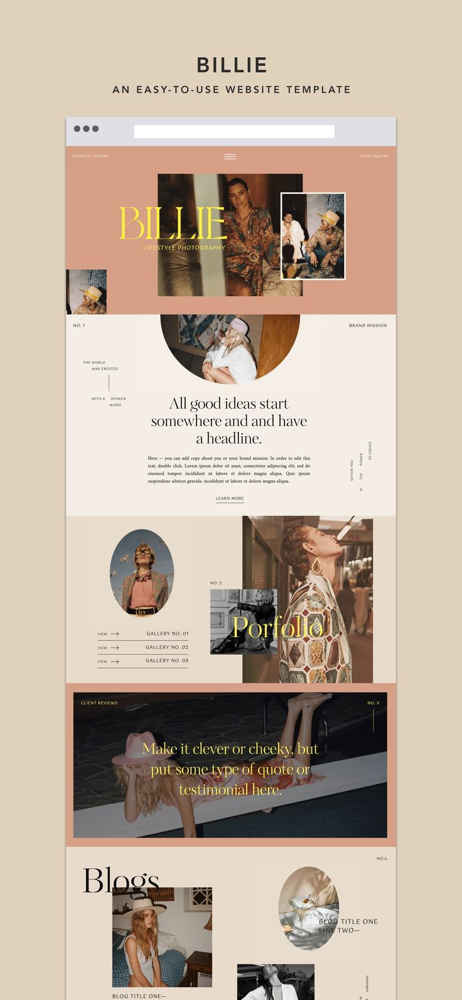 BILLIE
AN EASY-TO-USE WEBSITE TEMPLATE
HACKNEY, LONDON.
SEND INQUIRY
BILLIE
LIFESTYLE PHOTOGRAPHY
NO. 1
BRAND MISSION
THE WORLD
WAS CREATED
WITH A SPOKEN
WORD
All good ideas start
somewhere and and have
a headline.
Here — you can add copy about you or your brand mission. In order to edit this
text, double click. Lorem ipsum dolor sit amet, consectetur adipiscing elit, sed do
eiusmod tempor incididunt ut labore et dolore magna aliqua. Quis ipsum
suspendisse ultrices gravida. incididunt ut labore et dolore magna aliqua.
LEARN MORE
TO CREATE
IS THE POWER
WITHIN YOU
NO. 2
Porfolio
VIEW GALLERY NO. 01
VIEW GALLERY NO. 02
VIEW GALLERY NO. 03
CLIENT REVIEWS
NO. 3
Make it clever or cheeky, but
put some type of quote or
testimonial here.
NO.4
Blogs
BLOG TITLE ONE
LINE TWO—
BLOG TITLE ONE—
unknown